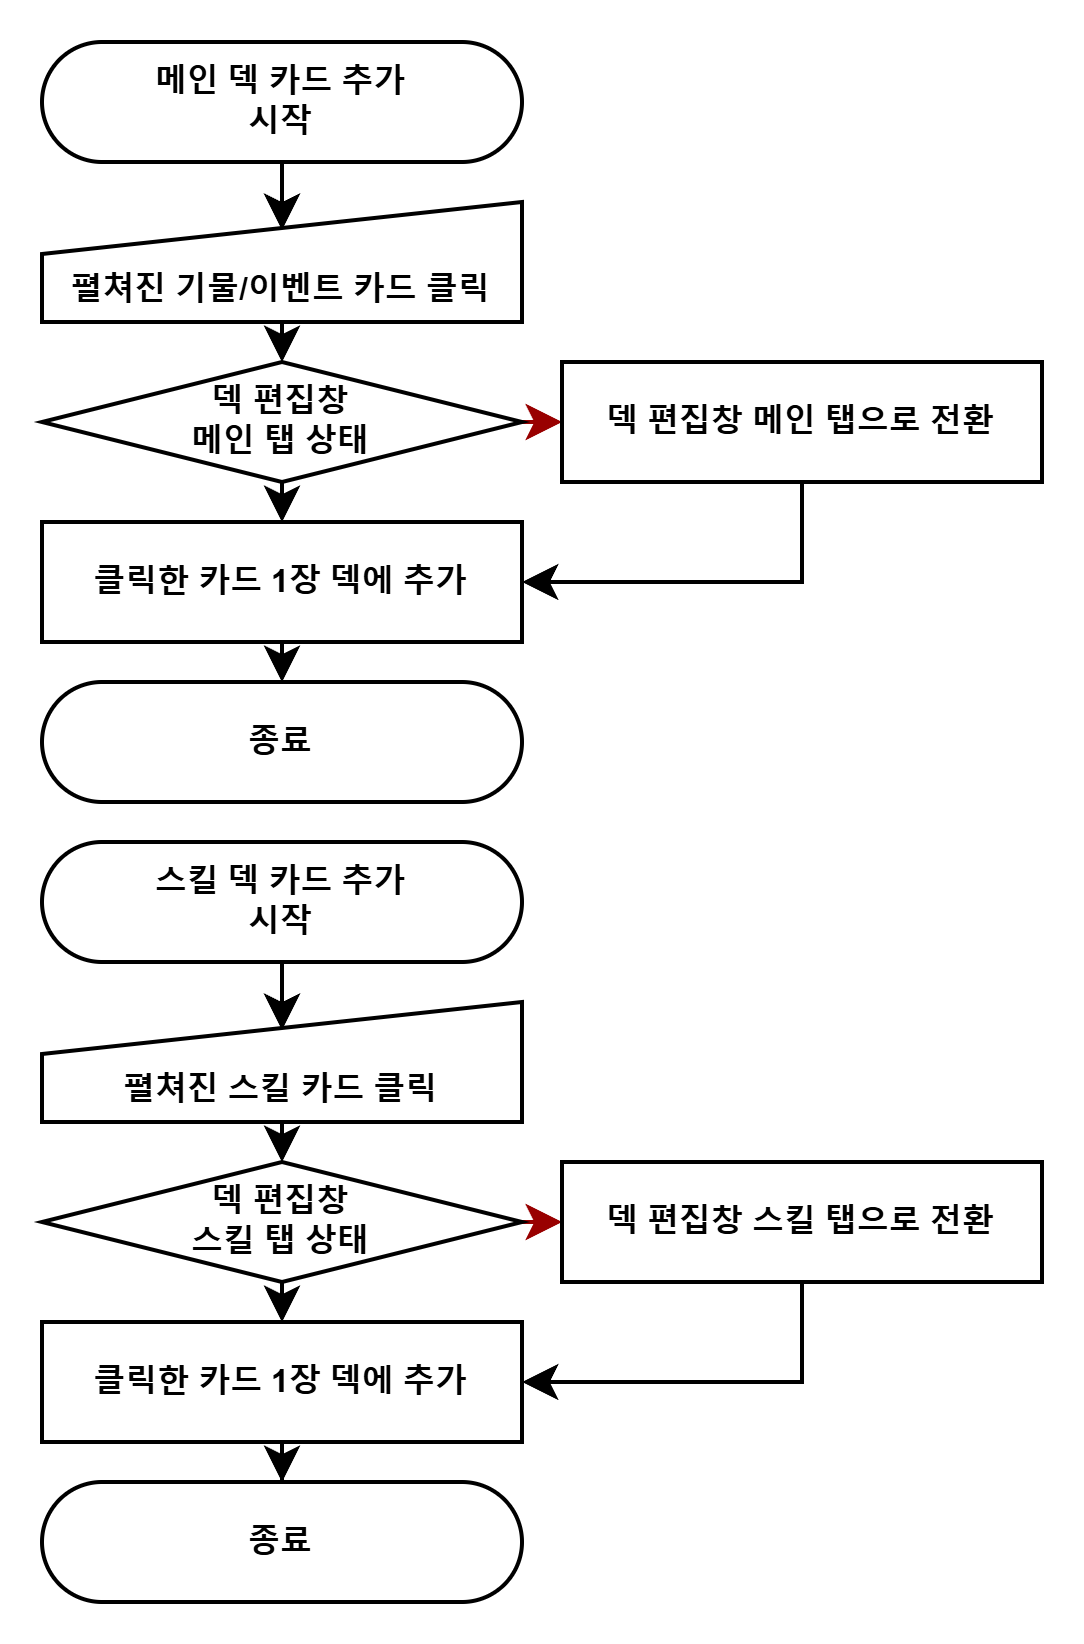 메인 덱 카드 추가
시작
펼쳐진 기물/이벤트 카드 클릭
덱 편집창
메인 탭 상태
덱 편집창 메인 탭으로 전환
클릭한 카드 1장 덱에 추가
종료
스킬 덱 카드 추가
시작
펼쳐진 스킬 카드 클릭
덱 편집창
스킬 탭 상태
덱 편집창 스킬 탭으로 전환
클릭한 카드 1장 덱에 추가
종료